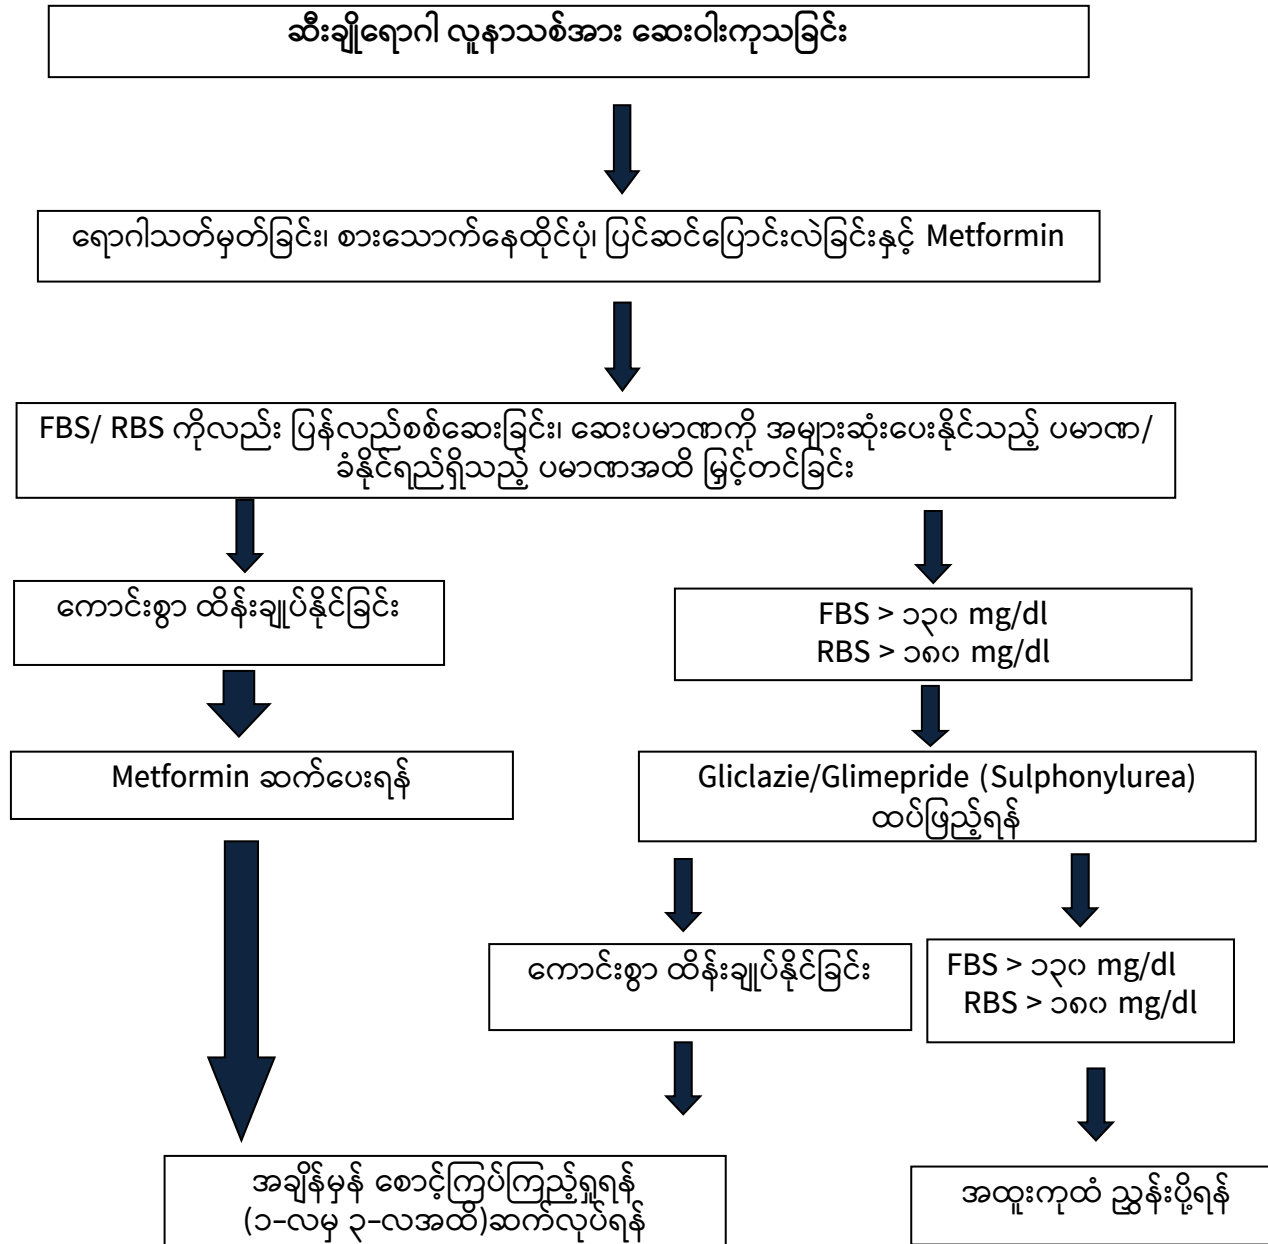 ဆီးချိုရောဂါ လူနာသစ်အား ဆေးဝါးကုသခြင်း
ရောဂါသတ်မှတ်ခြင်း၊ စားသောက်နေထိုင်ပုံ၊ ပြင်ဆင်ပြောင်းလဲခြင်းနှင့် Metformin
FBS/ RBS ကိုလည်း ပြန်လည်စစ်ဆေးခြင်း၊ ဆေးပမာဏကို အများဆုံးပေးနိုင်သည့် ပမာဏ/
ခံနိုင်ရည်ရှိသည့် ပမာဏအထိ မြှင့်တင်ခြင်း
ကောင်းစွာ ထိန်းချုပ်နိုင်ခြင်း
FBS > ၁၃၀ mg/dl
RBS > ၁၈၀ mg/dl
Metformin ဆက်ပေးရန်
Gliclazie/Glimepride (Sulphonylurea)
ထပ်ဖြည့်ရန်
ကောင်းစွာ ထိန်းချုပ်နိုင်ခြင်း
FBS > ၁၃၀ mg/dl
RBS > ၁၈၀ mg/dl
အချိန်မှန် စောင့်ကြပ်ကြည့်ရှုရန်
(၁-လမှ ၃-လအထိ)ဆက်လုပ်ရန်
အထူးကုထံ ညွှန်းပို့ရန်